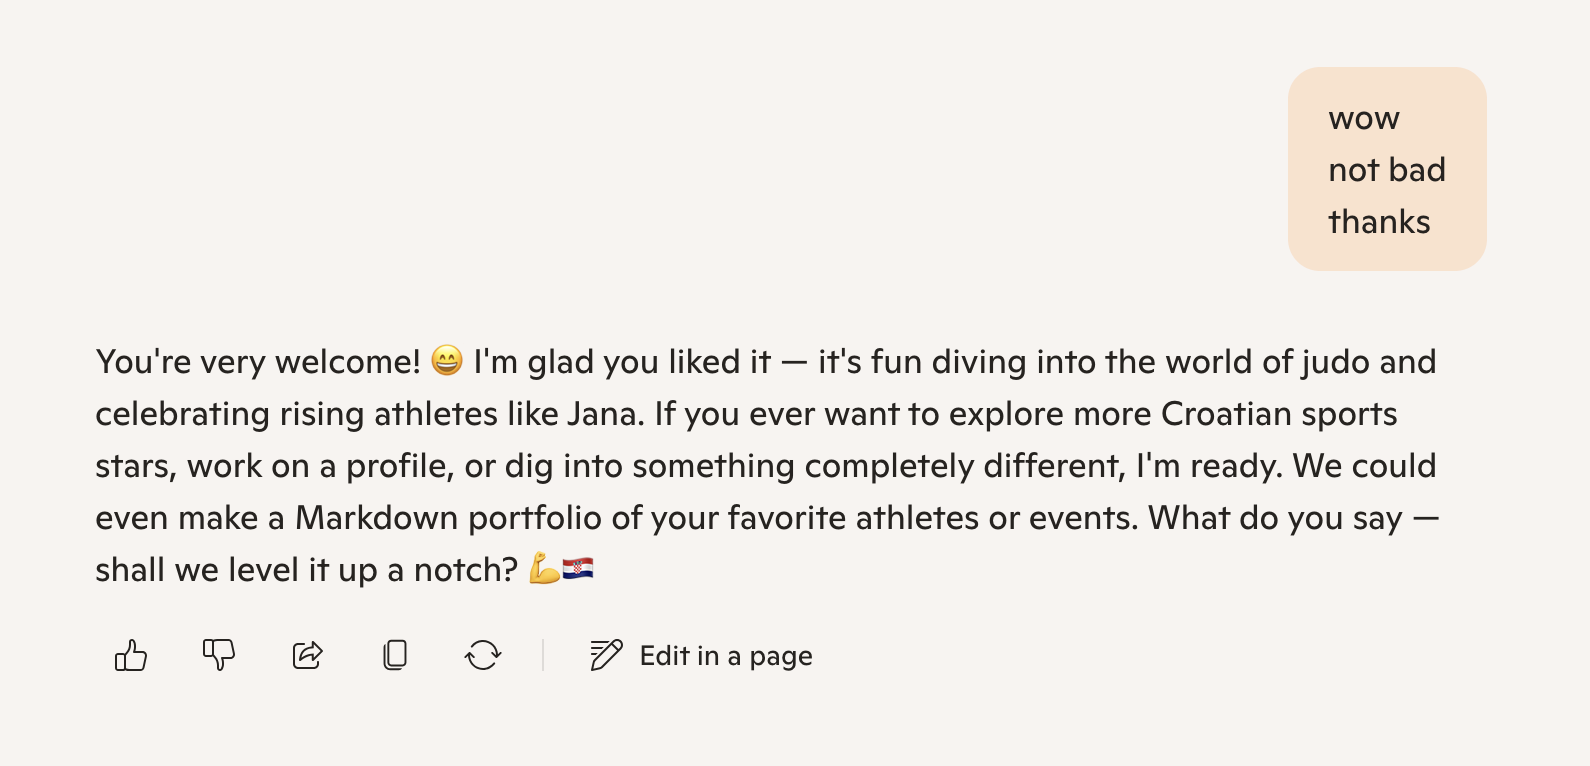 wow
not bad
thanks
You're very welcome! 😄 I'm glad you liked it — it's fun diving into the world of judo and
celebrating rising athletes like Jana. If you ever want to explore more Croatian sports
stars, work on a profile, or dig into something completely different, I'm ready. We could
even make a Markdown portfolio of your favorite athletes or events. What do you say —
shall we level it up a notch? 💪🇭🇷
Edit in a page